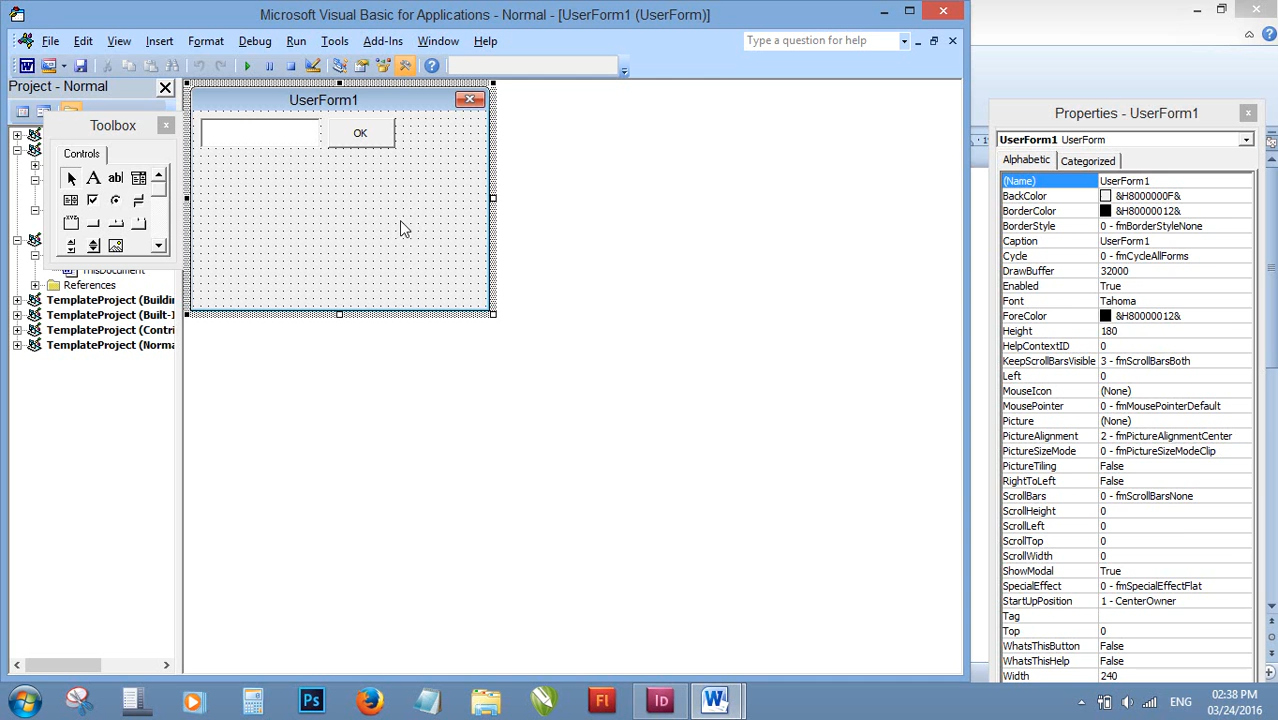 Microsoft Visual Basic for Applications - Normal - [UserForm1 (UserForm)]
File Edit View Insert Format Debug Run Tools Add-Ins Window Help
Type a question for help
Project - Normal
Toolbox
Controls
ab|
ThisDocument
References
TemplateProject (Buildin
TemplateProject (Built-I
TemplateProject (Contri
TemplateProject (Norma
UserForm1
OK
Properties - UserForm1
UserForm1 UserForm
Alphabetic Categorized
(Name) UserForm1
BackColor &H8000000F&
BorderColor &H80000012&
BorderStyle 0 - fmBorderStyleNone
Caption UserForm1
Cycle 0 - fmCycleAllForms
DrawBuffer 32000
Enabled True
Font Tahoma
ForeColor &H80000012&
Height 180
HelpContextID 0
KeepScrollBarsVisible 3 - fmScrollBarsBoth
Left 0
MouseIcon (None)
MousePointer 0 - fmMousePointerDefault
Picture (None)
PictureAlignment 2 - fmPictureAlignmentCenter
PictureSizeMode 0 - fmPictureSizeModeClip
PictureTiling False
RightToLeft False
ScrollBars 0 - fmScrollBarsNone
ScrollHeight 0
ScrollLeft 0
ScrollTop 0
ScrollWidth 0
ShowModal True
SpecialEffect 0 - fmSpecialEffectFlat
StartUpPosition 1 - CenterOwner
Tag
Top 0
WhatsThisButton False
WhatsThisHelp False
Width 240
Ps Fl Id W
ENG
02:38 PM
03/24/2016